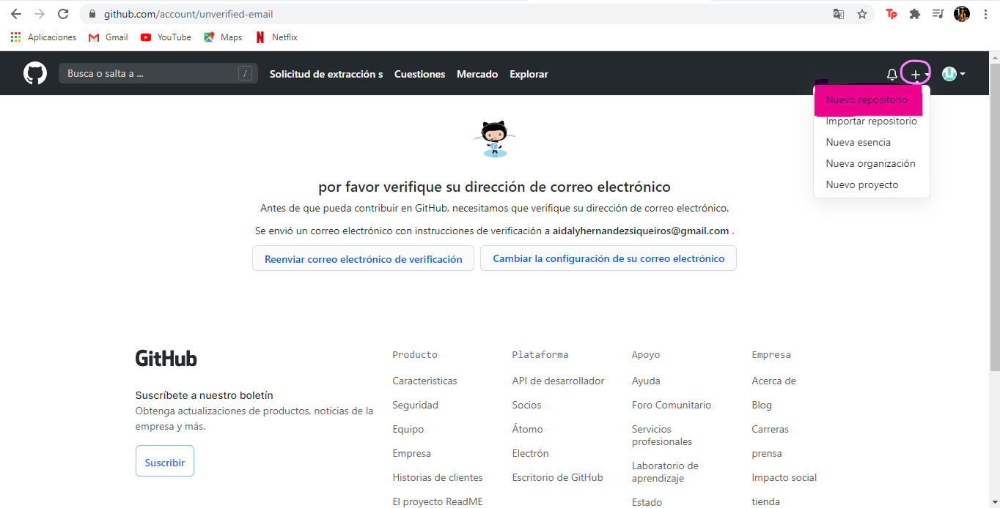 github.com/account/unverified-email
Aplicaciones
Gmail
YouTube
Maps
Netflix
Busca o salta a ...
/
Solicitud de extracción s
Cuestiones
Mercado
Explorar
Nuevo repositorio
Importar repositorio
Nueva esencia
Nueva organización
Nuevo proyecto
por favor verifique su dirección de correo electrónico
Antes de que pueda contribuir en GitHub, necesitamos que verifique su dirección de correo electrónico.
Se envió un correo electrónico con instrucciones de verificación a aidalyhernandezsiqueiros@gmail.com .
Reenviar correo electrónico de verificación
Cambiar la configuración de su correo electrónico
GitHub
Suscríbete a nuestro boletín
Obtenga actualizaciones de productos, noticias de la
empresa y más.
Suscribir
Producto
Caracteristicas
Seguridad
Equipo
Empresa
Historias de clientes
El proyecto ReadME
Plataforma
API de desarrollador
Socios
Átomo
Electrón
Escritorio de GitHub
Apoyo
Ayuda
Foro Comunitario
Servicios
profesionales
Laboratorio de
aprendizaje
Estado
Empresa
Acerca de
Blog
Carreras
prensa
Impacto social
tienda